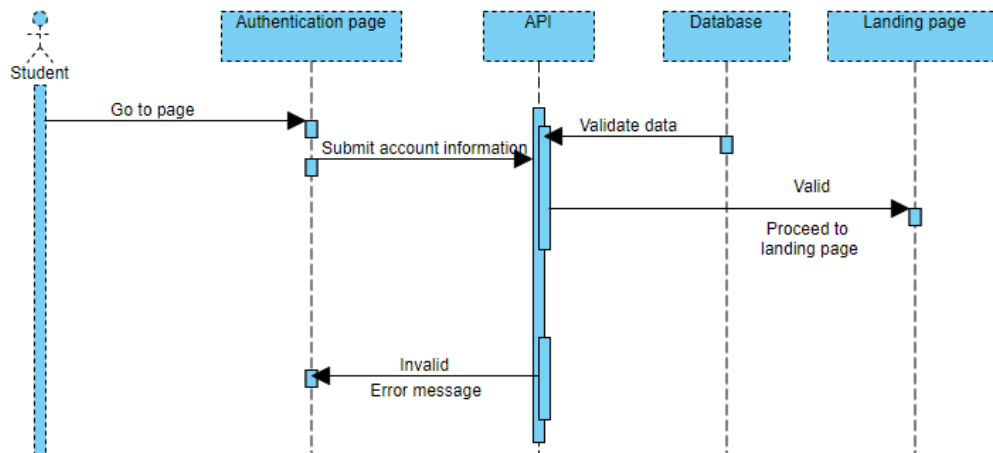 Authentication page
API
Database
Landing page
Student
Go to page
Validate data
Submit account information
Valid
Proceed to
landing page
Invalid
Error message